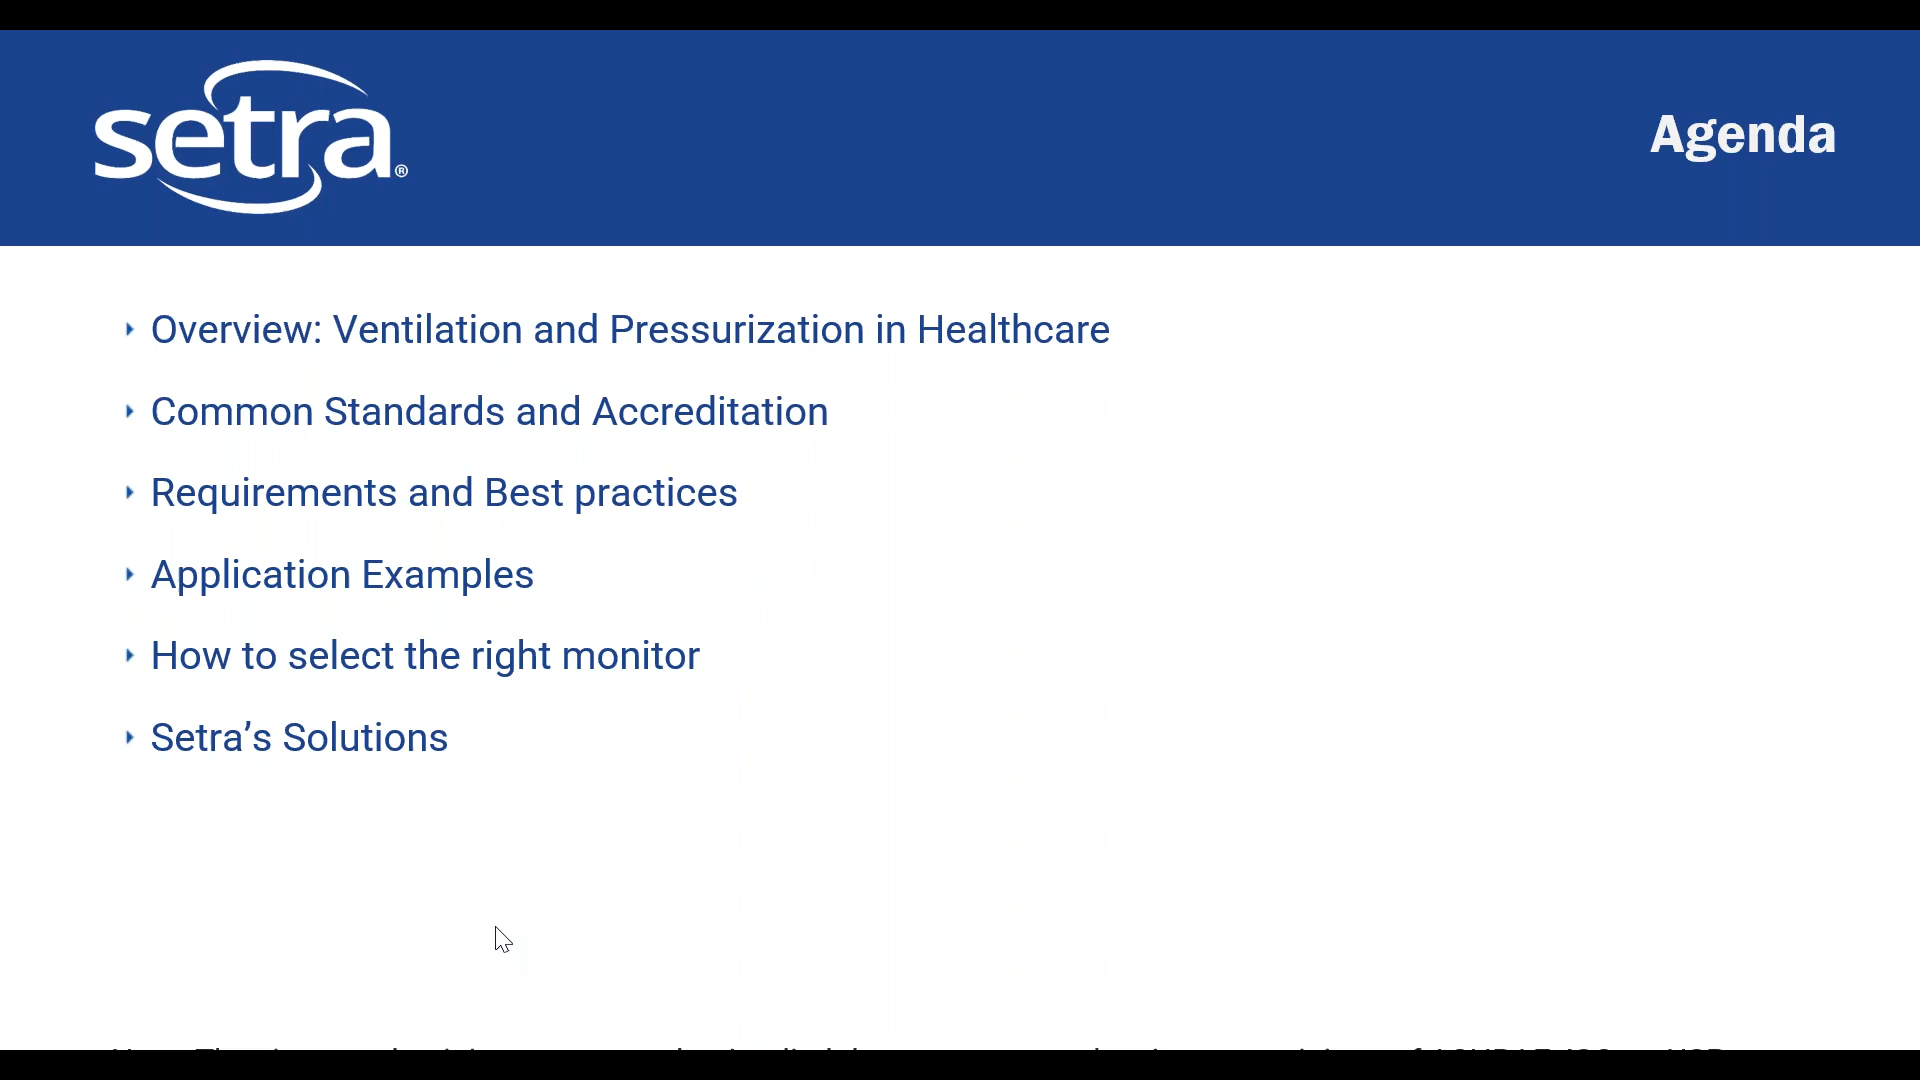 setra®
Agenda
Overview: Ventilation and Pressurization in Healthcare
Common Standards and Accreditation
Requirements and Best practices
Application Examples
How to select the right monitor
Setra’s Solutions